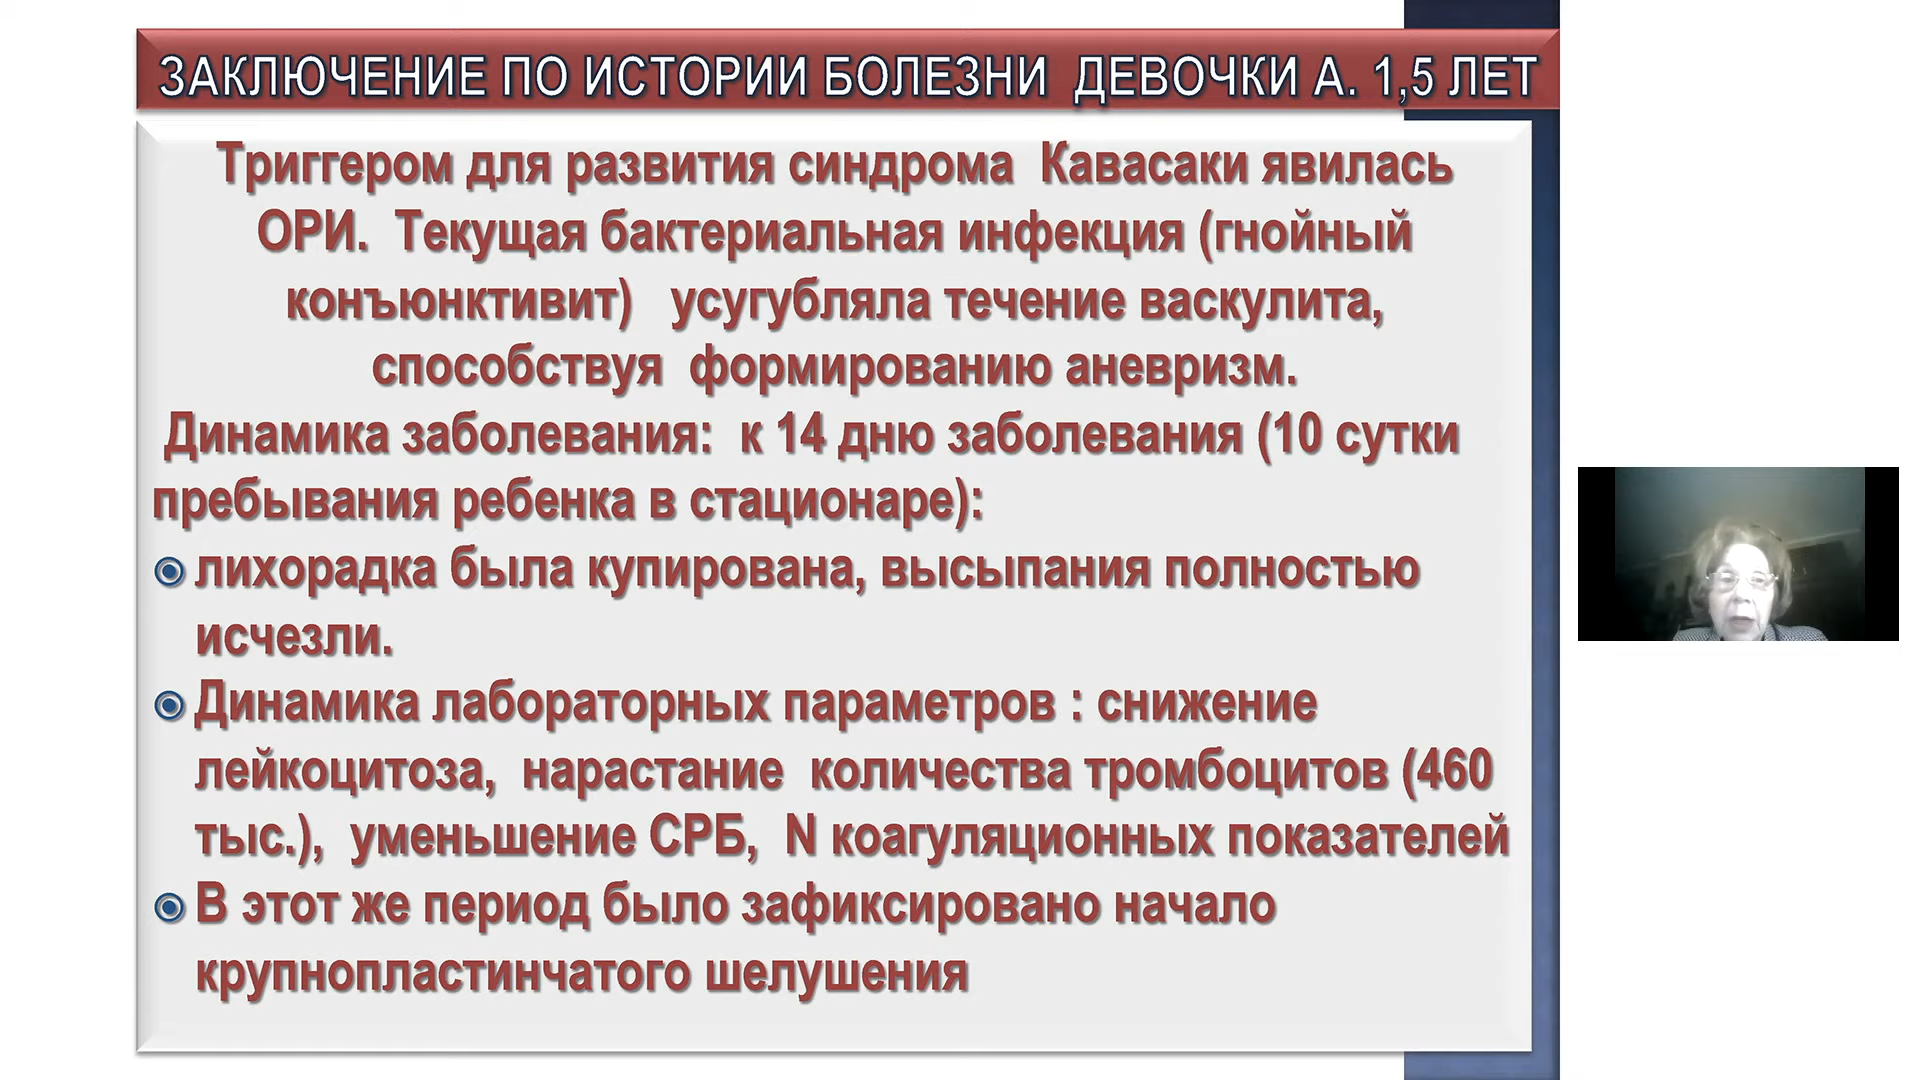 ЗАКЛЮЧЕНИЕ ПО ИСТОРИИ БОЛЕЗНИ ДЕВОЧКИ А. 1,5 ЛЕТ
Триггером для развития синдрома Кавасаки явилась
ОРИ. Текущая бактериальная инфекция (гнойный
конъюнктивит) усугубляла течение васкулита,
способствуя формированию аневризм.
Динамика заболевания: к 14 дню заболевания (10 сутки
пребывания ребенка в стационаре):
лихорадка была купирована, высыпания полностью
исчезли.
Динамика лабораторных параметров : снижение
лейкоцитоза, нарастание количества тромбоцитов (460
тыс.), уменьшение СРБ, N коагуляционных показателей
В этот же период было зафиксировано начало
крупнопластинчатого шелушения